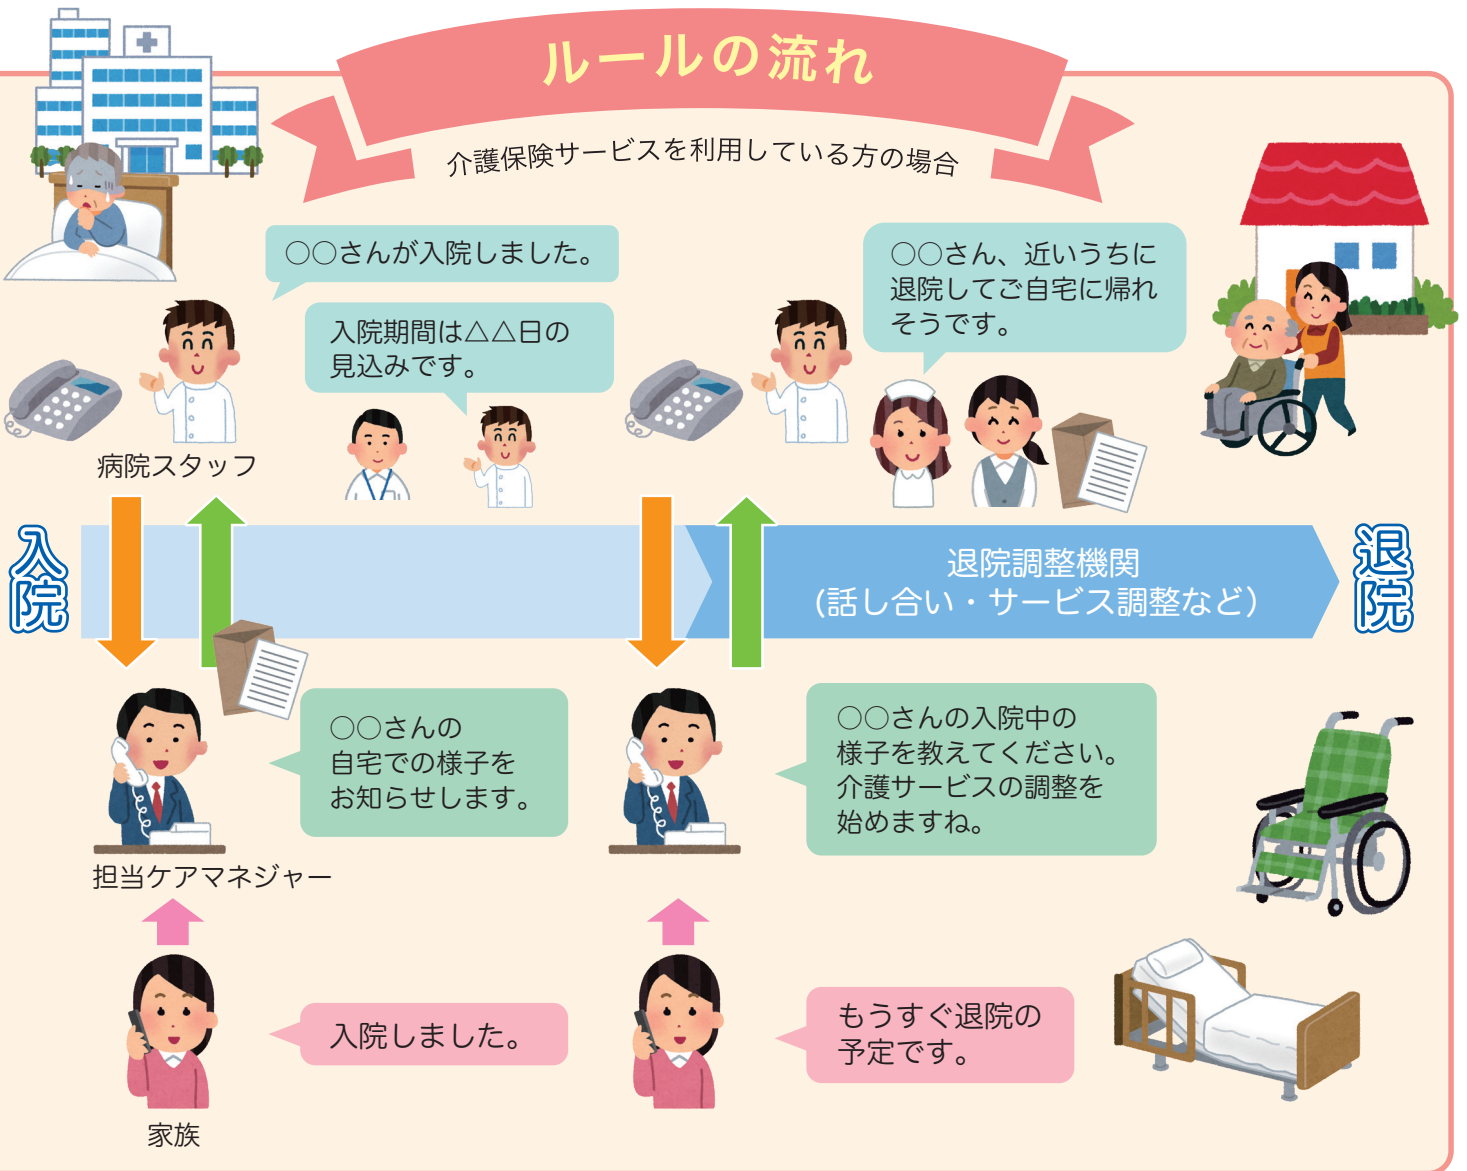 ルールの流れ
介護保険サービスを利用している方の場合
〇〇さんが入院しました。
入院期間は△△日の
見込みです。
病院スタッフ
〇〇さん、近いうちに
退院してご自宅に帰れ
そうです。
入院
退院調整機関
(話し合い・サービス調整など)
退院
〇〇さんの
自宅での様子を
お知らせします。
担当ケアマネジャー
〇〇さんの入院中の
様子を教えてください。
介護サービスの調整を
始めますね。
入院しました。
家族
もうすぐ退院の
予定です。